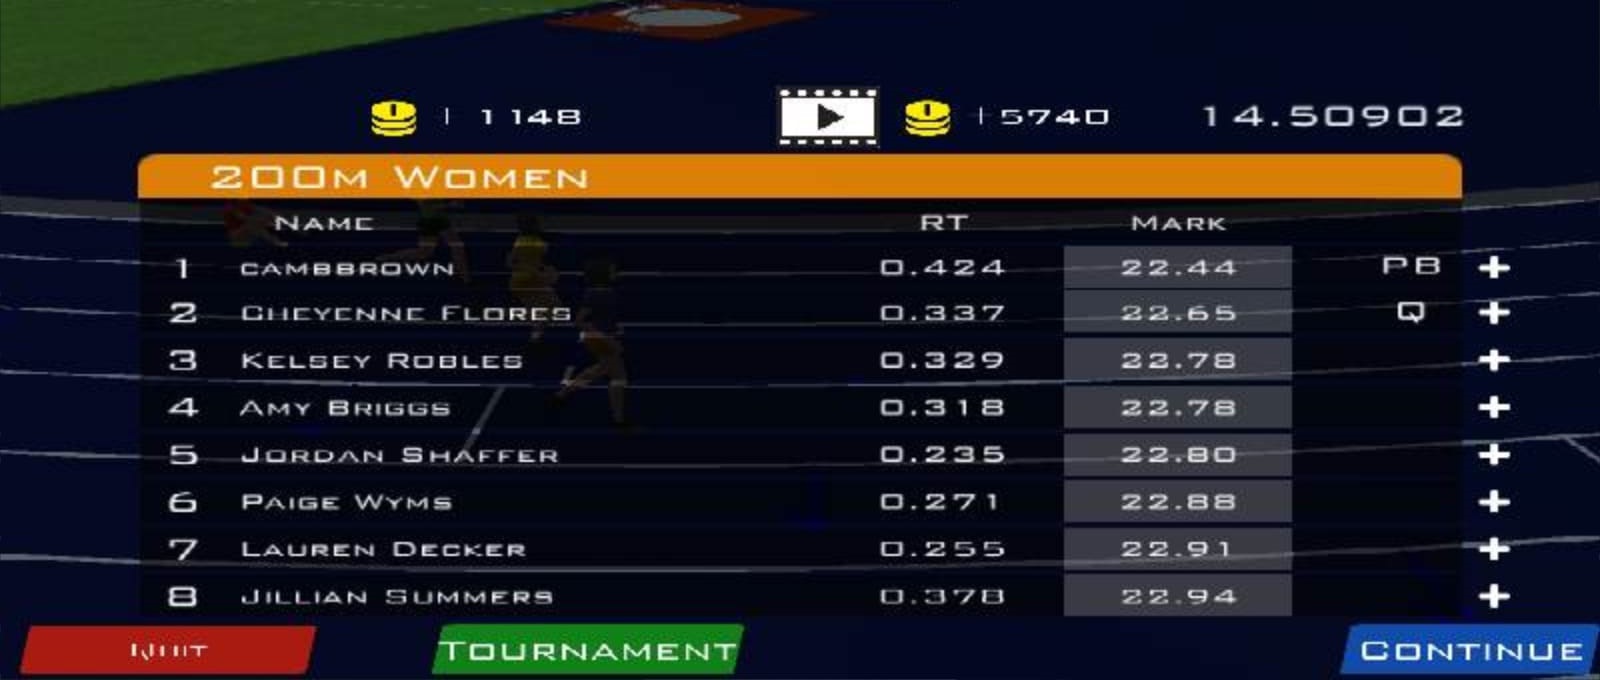 + 1148 +5740 14.50902
200M WOMEN
NAME RT MARK
1 CAMBBROWN 0.424 22.44 PB +
2 CHEYENNE FLORES 0.337 22.65 Q +
3 KELSEY ROBLES 0.329 22.78 +
4 AMY BRIGGS 0.318 22.78 +
5 JORDAN SHAFFER 0.235 22.80 +
6 PAIGE WYMS 0.271 22.88 +
7 LAUREN DECKER 0.255 22.91 +
8 JILLIAN SUMMERS 0.378 22.94 +
QUIT TOURNAMENT CONTINUE